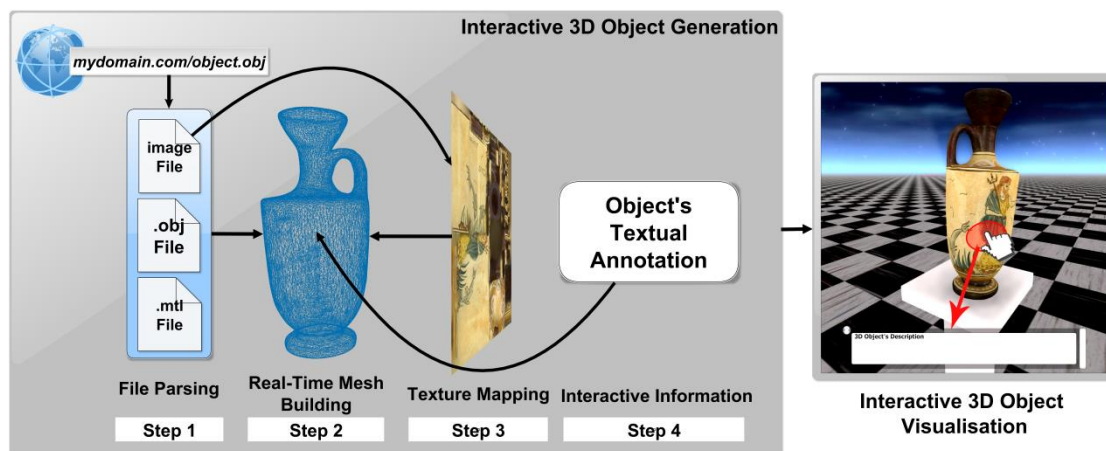 Interactive 3D Object Generation
mydomain.com/object.obj
image
File
.obj
File
.mtl
File
Object's
Textual
Annotation
File Parsing
Real-Time Mesh
Building
Texture Mapping
Interactive Information
Step 1
Step 2
Step 3
Step 4
3D Object's Description
Interactive 3D Object
Visualisation